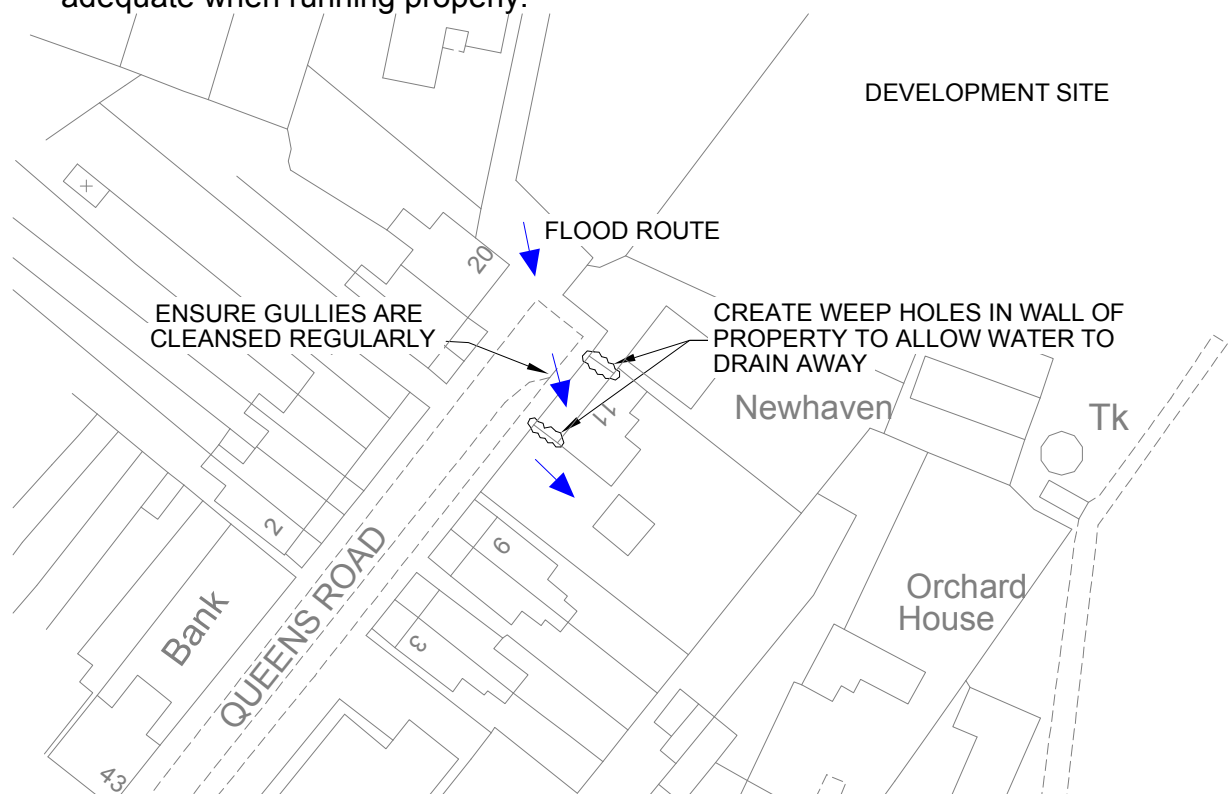 adequate when running properly.
DEVELOPMENT SITE
FLOOD ROUTE
20
ENSURE GULLIES ARE
CLEANSED REGULARLY
CREATE WEEP HOLES IN WALL OF
PROPERTY TO ALLOW WATER TO
DRAIN AWAY
11
Newhaven
Tk
2
9
QUEENS ROAD
Orchard
House
Bank
3
43